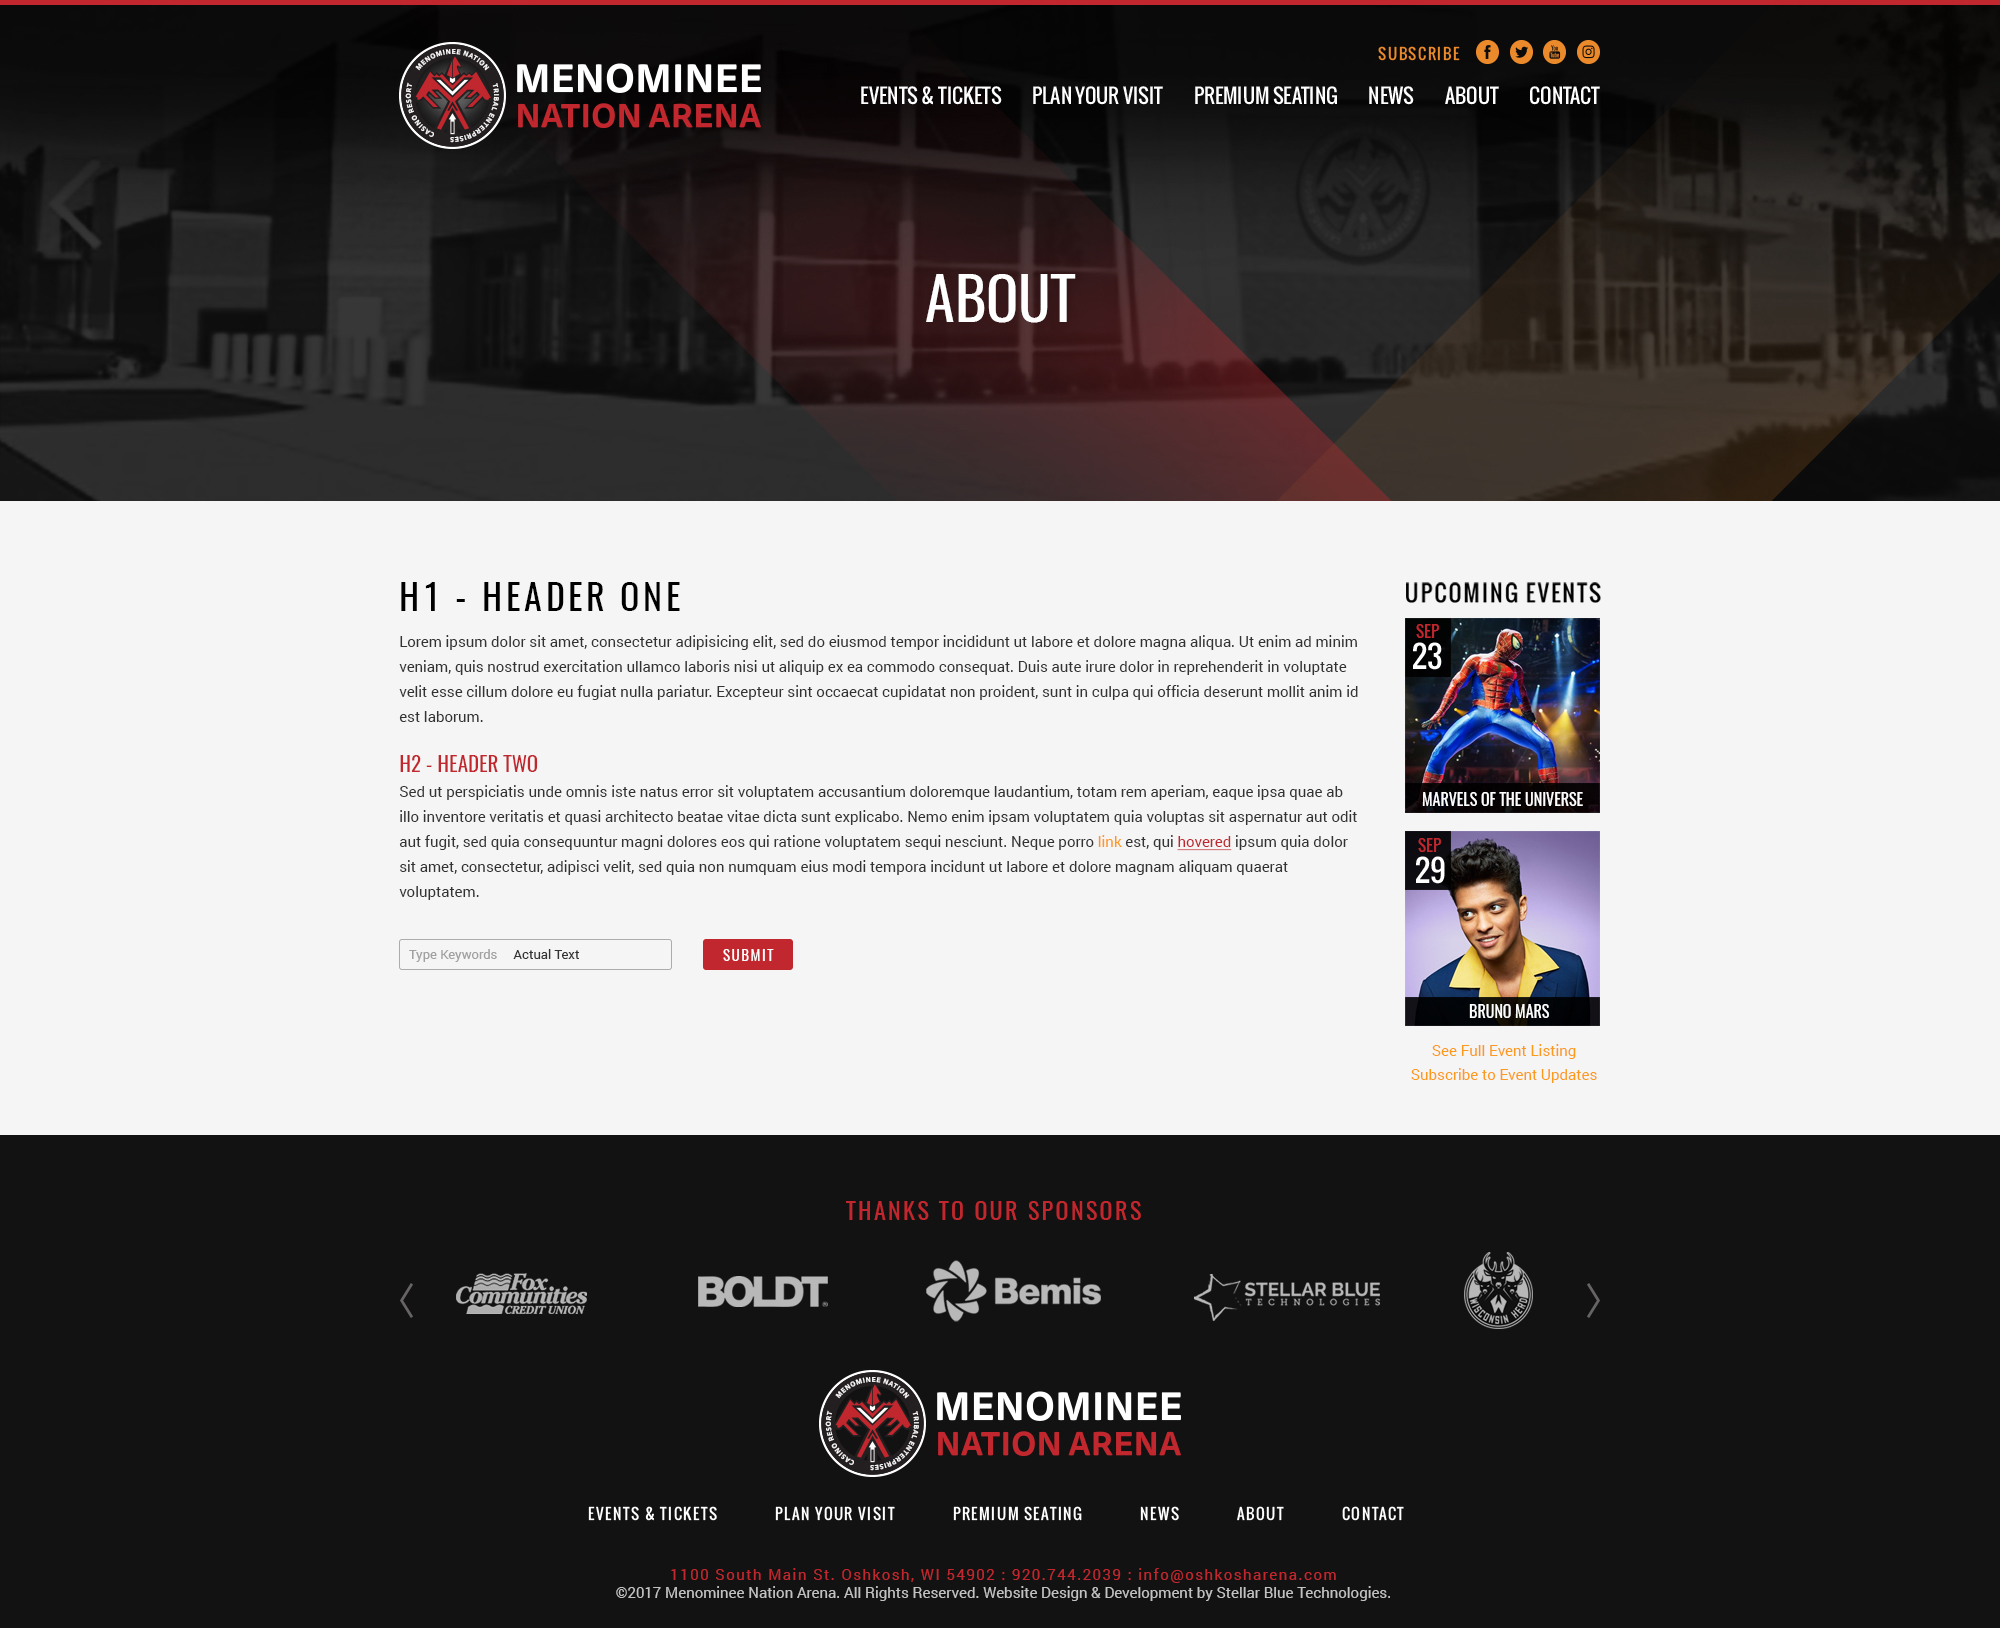 SUBSCRIBE
MENOMINEE NATION
TRIBAL ENTERPRISES
CASINO RESORT
MENOMINEE
NATION ARENA
EVENTS & TICKETS PLAN YOUR VISIT PREMIUM SEATING NEWS ABOUT CONTACT
ABOUT
H1 - HEADER ONE
Lorem ipsum dolor sit amet, consectetur adipisicing elit, sed do eiusmod tempor incididunt ut labore et dolore magna aliqua. Ut enim ad minim
veniam, quis nostrud exercitation ullamco laboris nisi ut aliquip ex ea commodo consequat. Duis aute irure dolor in reprehenderit in voluptate
velit esse cillum dolore eu fugiat nulla pariatur. Excepteur sint occaecat cupidatat non proident, sunt in culpa qui officia deserunt mollit anim id
est laborum.
H2 - HEADER TWO
Sed ut perspiciatis unde omnis iste natus error sit voluptatem accusantium doloremque laudantium, totam rem aperiam, eaque ipsa quae ab
illo inventore veritatis et quasi architecto beatae vitae dicta sunt explicabo. Nemo enim ipsam voluptatem quia voluptas sit aspernatur aut odit
aut fugit, sed quia consequuntur magni dolores eos qui ratione voluptatem sequi nesciunt. Neque porro link est, qui hovered ipsum quia dolor
sit amet, consectetur, adipisci velit, sed quia non numquam eius modi tempora incidunt ut labore et dolore magnam aliquam quaerat
voluptatem.
Type Keywords Actual Text
SUBMIT
UPCOMING EVENTS
SEP
23
MARVELS OF THE UNIVERSE
SEP
29
BRUNO MARS
See Full Event Listing
Subscribe to Event Updates
THANKS TO OUR SPONSORS
Fox
Communities
CREDIT UNION
BOLDT
Bemis
STELLAR BLUE
TECHNOLOGIES
W
WISCONSIN HERD
MENOMINEE NATION
TRIBAL ENTERPRISES
CASINO RESORT
MENOMINEE
NATION ARENA
EVENTS & TICKETS PLAN YOUR VISIT PREMIUM SEATING NEWS ABOUT CONTACT
1100 South Main St. Oshkosh, WI 54902 : 920.744.2039 : info@oshkosharena.com
©2017 Menominee Nation Arena. All Rights Reserved. Website Design & Development by Stellar Blue Technologies.